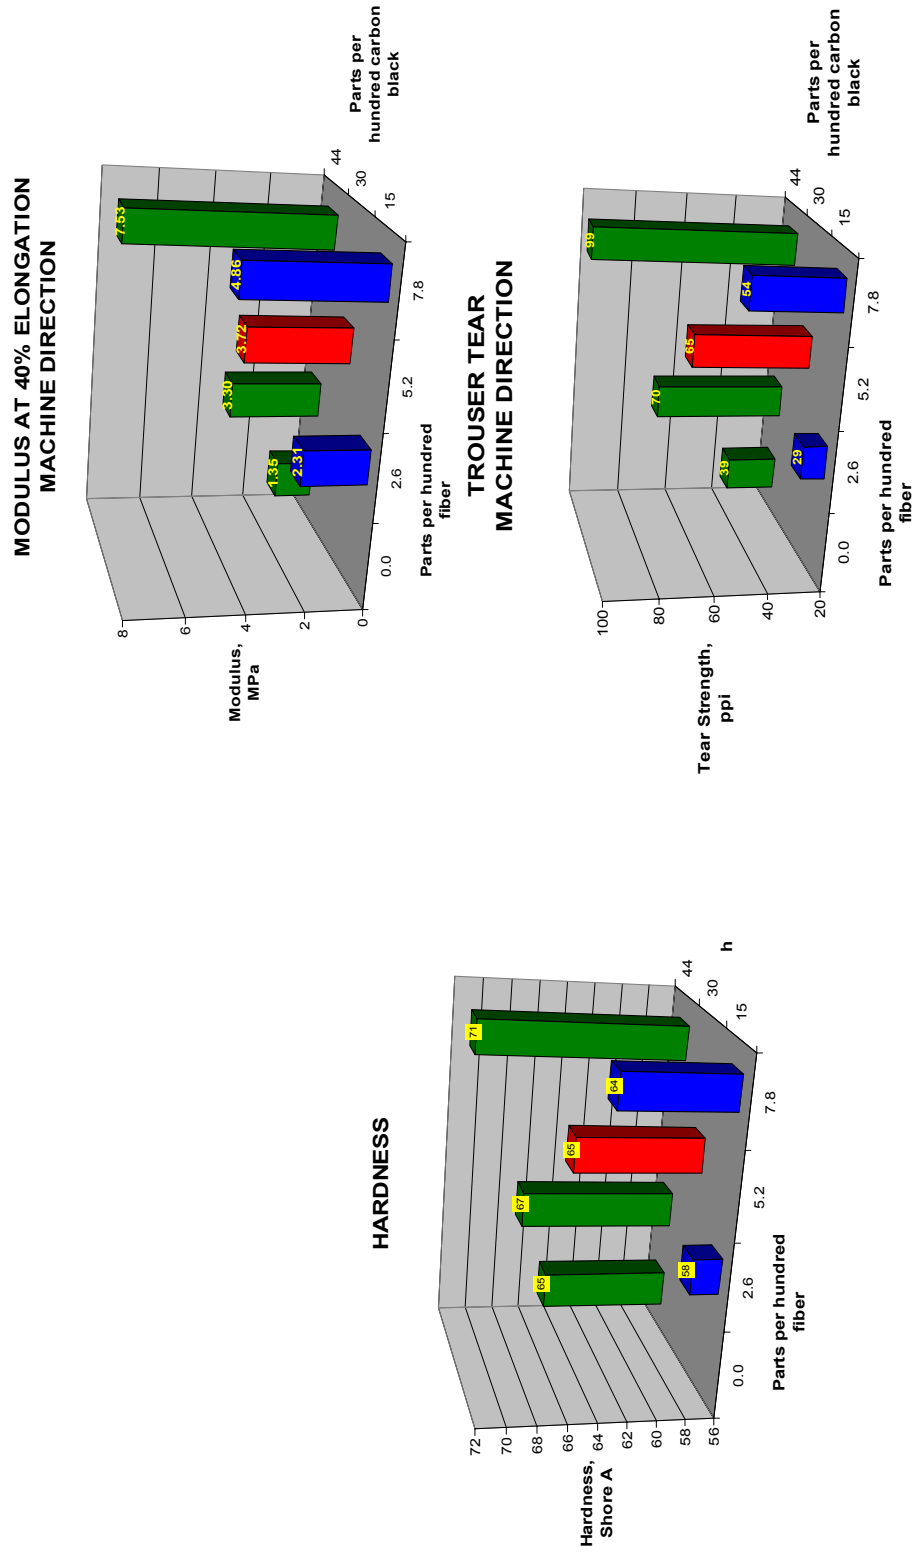 MODULUS AT 40% ELONGATION
MACHINE DIRECTION
8
6
4
2
0
Modulus,
MPa
7.53
4.86
3.72
3.30
1.35
2.31
0.0
2.6
5.2
7.8
15
30
44
Parts per hundred
fiber
Parts per
hundred carbon
black
HARDNESS
72
70
68
66
64
62
60
58
56
Hardness,
Shore A
71
64
65
67
65
58
0.0
2.6
5.2
7.8
15
30
44
h
Parts per hundred
fiber
TROUSER TEAR
MACHINE DIRECTION
100
80
60
40
20
Tear Strength,
ppi
99
54
65
70
39
29
0.0
2.6
5.2
7.8
15
30
44
Parts per hundred
fiber
Parts per
hundred carbon
black